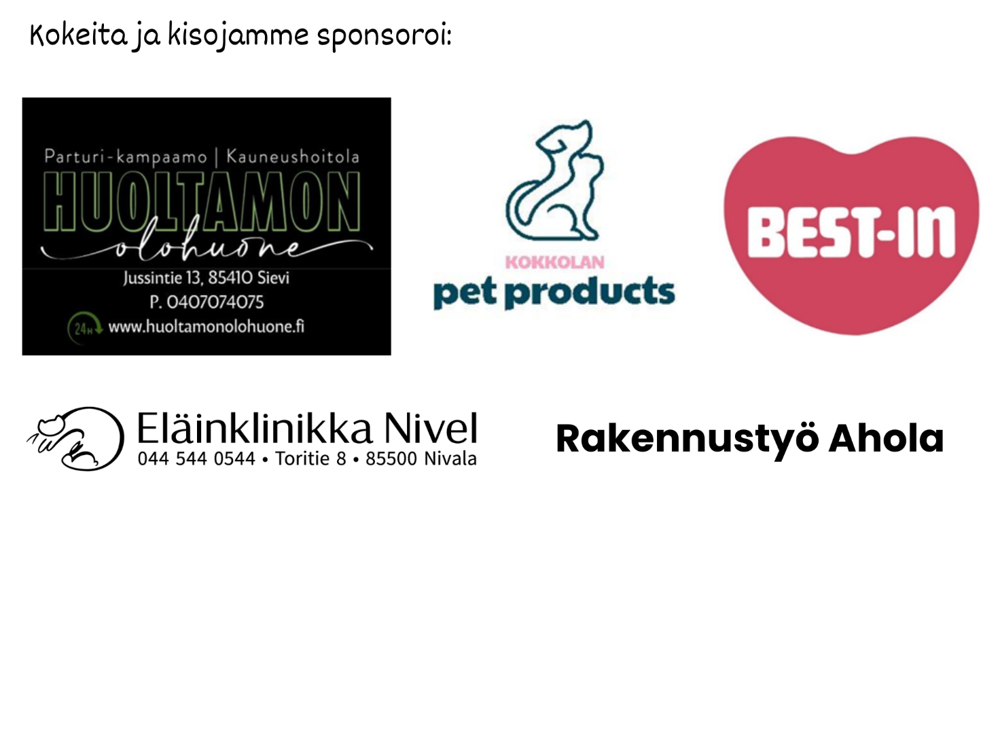 Kokeita ja kisojamme sponsoroi:
Parturi-kampaamo | Kauneushoitola
HUOLTAMON
olohuone
Jussintie 13, 85410 Sievi
P. 0407074075
24H www.huoltamonolohuone.fi
KOKKOLAN
pet products
BEST-IN
Eläinklinikka Nivel
044 544 0544 • Toritie 8 • 85500 Nivala
Rakennustyö Ahola